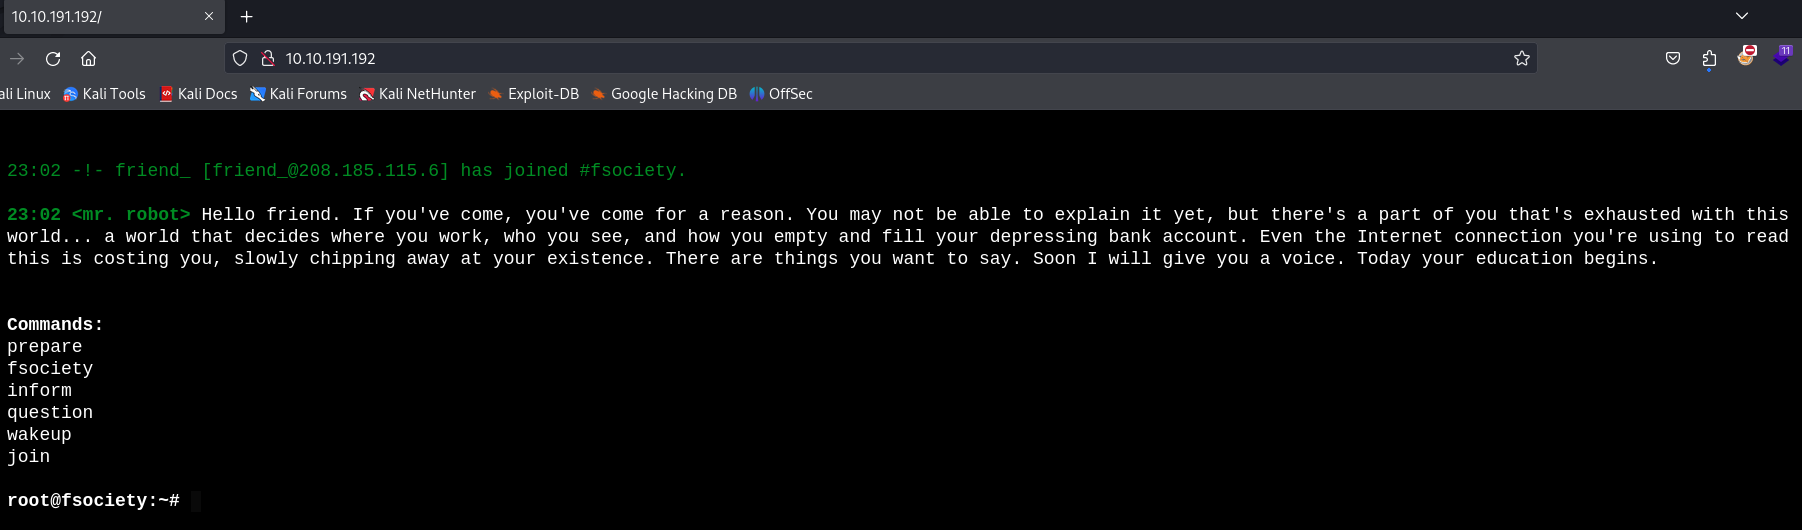 10.10.191.192/
10.10.191.192
11
ali Linux Kali Tools Kali Docs Kali Forums Kali NetHunter Exploit-DB Google Hacking DB OffSec
23:02 -!- friend_ [friend_@208.185.115.6] has joined #fsociety.
23:02 <mr. robot> Hello friend. If you've come, you've come for a reason. You may not be able to explain it yet, but there's a part of you that's exhausted with this
world... a world that decides where you work, who you see, and how you empty and fill your depressing bank account. Even the Internet connection you're using to read
this is costing you, slowly chipping away at your existence. There are things you want to say. Soon I will give you a voice. Today your education begins.
Commands:
prepare
fsociety
inform
question
wakeup
join
root@fsociety:~#